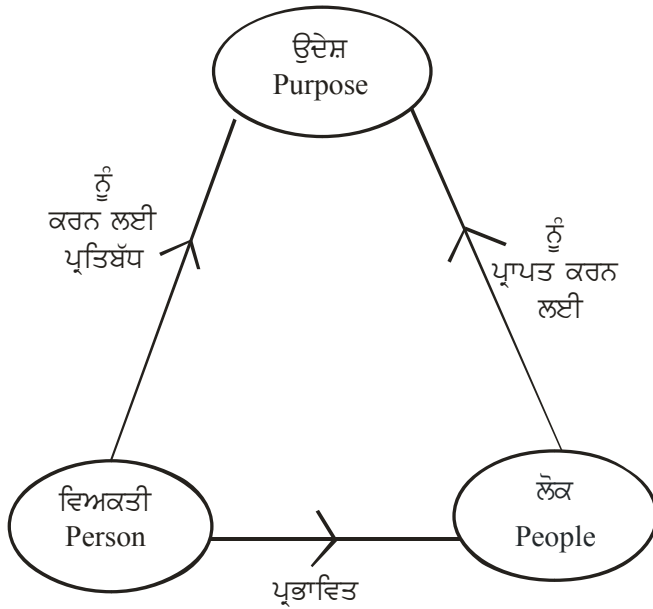 ਉਦੇਸ਼
Purpose
ਨੂੰ
ਕਰਨ ਲਈ
ਪ੍ਰਤਿਬੱਧ
ਨੂੰ
ਪ੍ਰਾਪਤ ਕਰਨ
ਲਈ
ਵਿਅਕਤੀ
Person
ਲੋਕ
People
ਪ੍ਰਭਾਵਿਤ